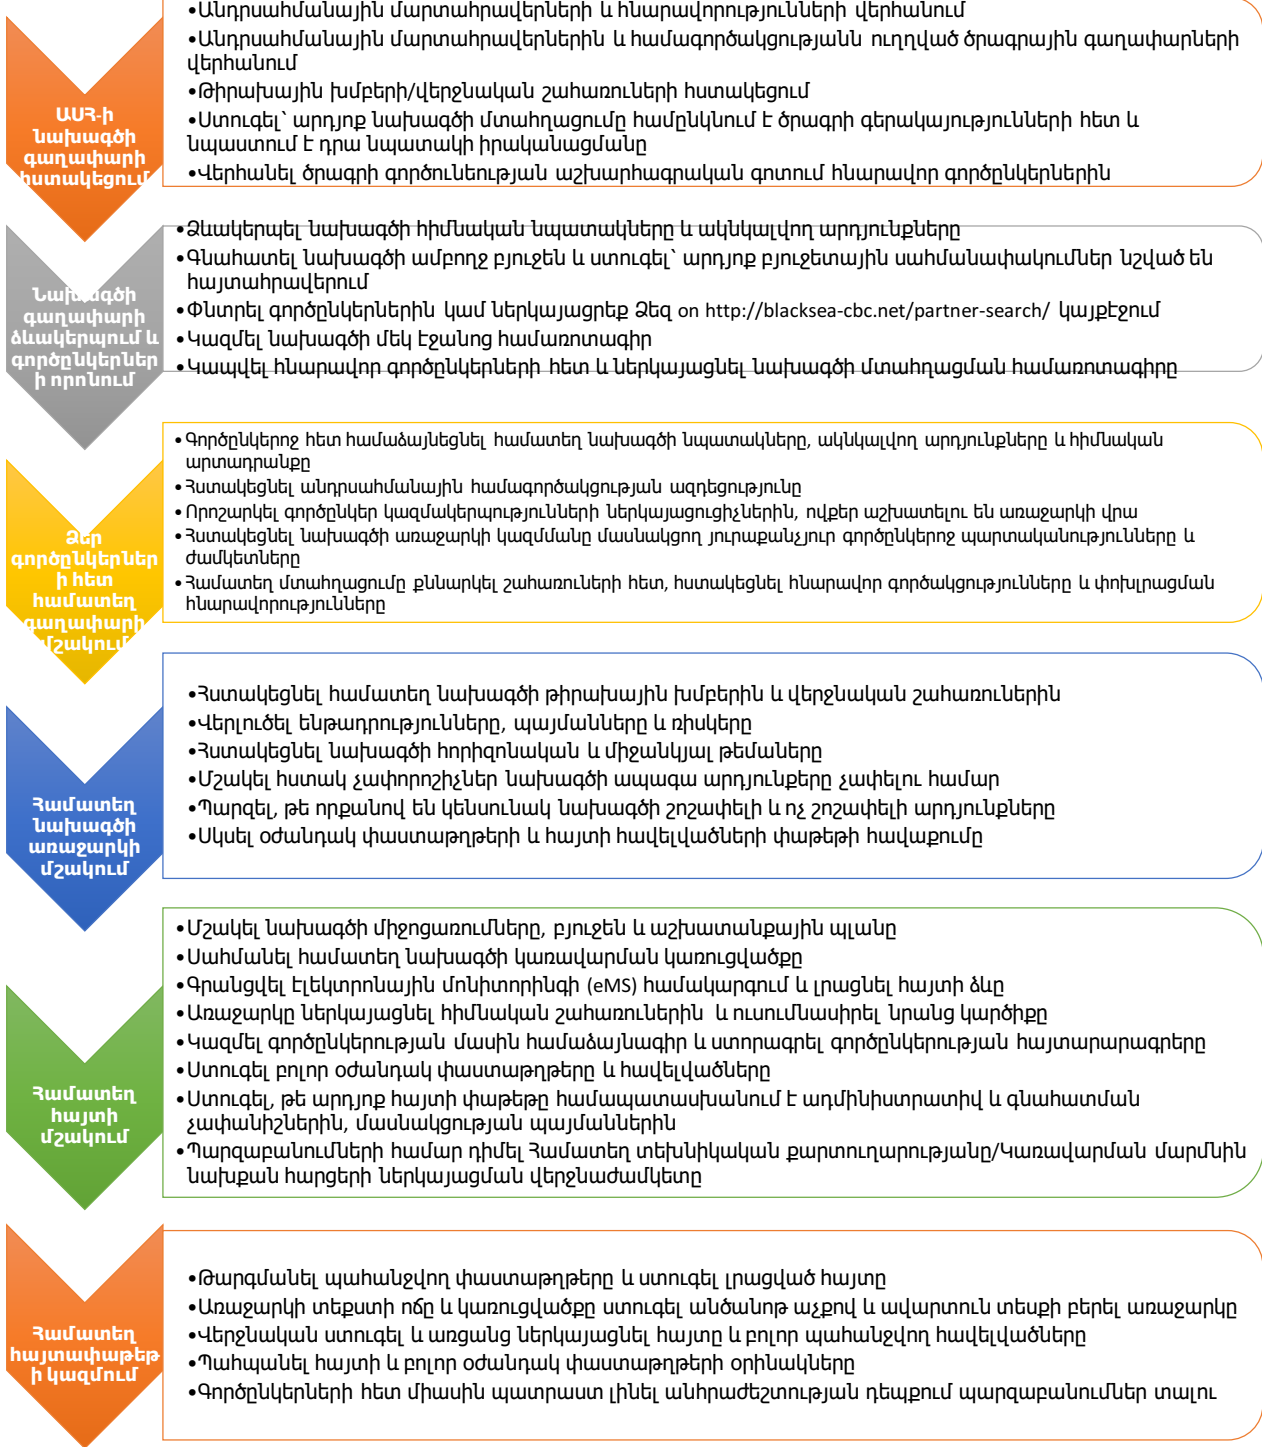 •Անդրսահմանային մարտահրավերների և հնարավորությունների վերհանում
•Անդրսահմանային մարտահրավերներին և համագործակցությանն ուղղված ծրագրային գաղափարների
վերհանում
•Թիրախային խմբերի/վերջնական շահառուների հստակեցում
•Ստուգել՝ արդյոք նախագծի մտահղացումը համընկնում է ծրագրի գերակայությունների հետ և
նպաստում է դրա նպատակի իրականացմանը
•Վերհանել ծրագրի գործունեության աշխարհագրական գոտում հնարավոր գործընկերներին
ԱՍՀ-ի
նախագծի
գաղափարի
հստակեցում
•Ձևակերպել նախագծի հիմնական նպատակները և ակնկալվող արդյունքները
•Գնահատել նախագծի ամբողջ բյուջեն և ստուգել՝ արդյոք բյուջետային սահմանափակումներ նշված են
հայտահրավերում
•Փնտրել գործընկերներին կամ ներկայացրեք Ձեզ on http://blacksea-cbc.net/partner-search/ կայքէջում
•Կազմել նախագծի մեկ էջանոց համառոտագիր
•Կապվել հնարավոր գործընկերների հետ և ներկայացնել նախագծի մտահղացման համառոտագիրը
Նախագծի
գաղափարի
ձևակերպում և
գործընկերներ
ի որոնում
•Գործընկերոջ հետ համաձայնեցնել համատեղ նախագծի նպատակները, ակնկալվող արդյունքները և հիմնական
արտադրանքը
•Հստակեցնել անդրսահմանային համագործակցության ազդեցությունը
•Որոշարկել գործընկեր կազմակերպությունների ներկայացուցիչներին, ովքեր աշխատելու են առաջարկի վրա
•Հստակեցնել նախագծի առաջարկի կազմմանը մասնակցող յուրաքանչյուր գործընկերոջ պարտականությունները և
ժամկետները
•Համատեղ մտահղացումը քննարկել շահառուների հետ, հստակեցնել հնարավոր գործակցությունները և փոխլրացման
հնարավորությունները
Ձեր
գործընկերներ
ի հետ
համատեղ
գաղափարի
մշակում
•Հստակեցնել համատեղ նախագծի թիրախային խմբերին և վերջնական շահառուներին
•Վերլուծել ենթադրությունները, պայմանները և ռիսկերը
•Հստակեցնել նախագծի հորիզոնական և միջանկյալ թեմաները
•Մշակել հստակ չափորոշիչներ նախագծի ապագա արդյունքերը չափելու համար
•Պարզել, թե որքանով են կենսունակ նախագծի շոշափելի և ոչ շոշափելի արդյունքները
•Սկսել օժանդակ փաստաթղթերի և հայտի հավելվածների փաթեթի հավաքումը
Համատեղ
նախագծի
առաջարկի
մշակում
•Մշակել նախագծի միջոցառումները, բյուջեն և աշխատանքային պլանը
•Սահմանել համատեղ նախագծի կառավարման կառուցվածքը
•Գրանցվել էլեկտրոնային մոնիտորինգի (eMS) համակարգում և լրացնել հայտի ձևը
•Առաջարկը ներկայացնել հիմնական շահառուներին և ուսումնասիրել նրանց կարծիքը
•Կազմել գործընկերության մասին համաձայնագիր և ստորագրել գործընկերության հայտարարագրերը
•Ստուգել բոլոր օժանդակ փաստաթղթերը և հավելվածները
•Ստուգել, թե արդյոք հայտի փաթեթը համապատասխանում է ադմինիստրատիվ և գնահատման
չափանիշներին, մասնակցության պայմաններին
•Պարզաբանումների համար դիմել Համատեղ տեխնիկական քարտուղարությանը/Կառավարման մարմնին
նախքան հարցերի ներկայացման վերջնաժամկետը
Համատեղ
հայտի
մշակում
•Թարգմանել պահանջվող փաստաթղթերը և ստուգել լրացված հայտը
•Առաջարկի տեքստի ոճը և կառուցվածքը ստուգել անծանոթ աչքով և ավարտուն տեսքի բերել առաջարկը
•Վերջնական ստուգել և առցանց ներկայացնել հայտը և բոլոր պահանջվող հավելվածները
•Պահպանել հայտի և բոլոր օժանդակ փաստաթղթերի օրինակները
•Գործընկերների հետ միասին պատրաստ լինել անհրաժեշտության դեպքում պարզաբանումներ տալու
Համատեղ
հայտափաթեթ
ի կազմում